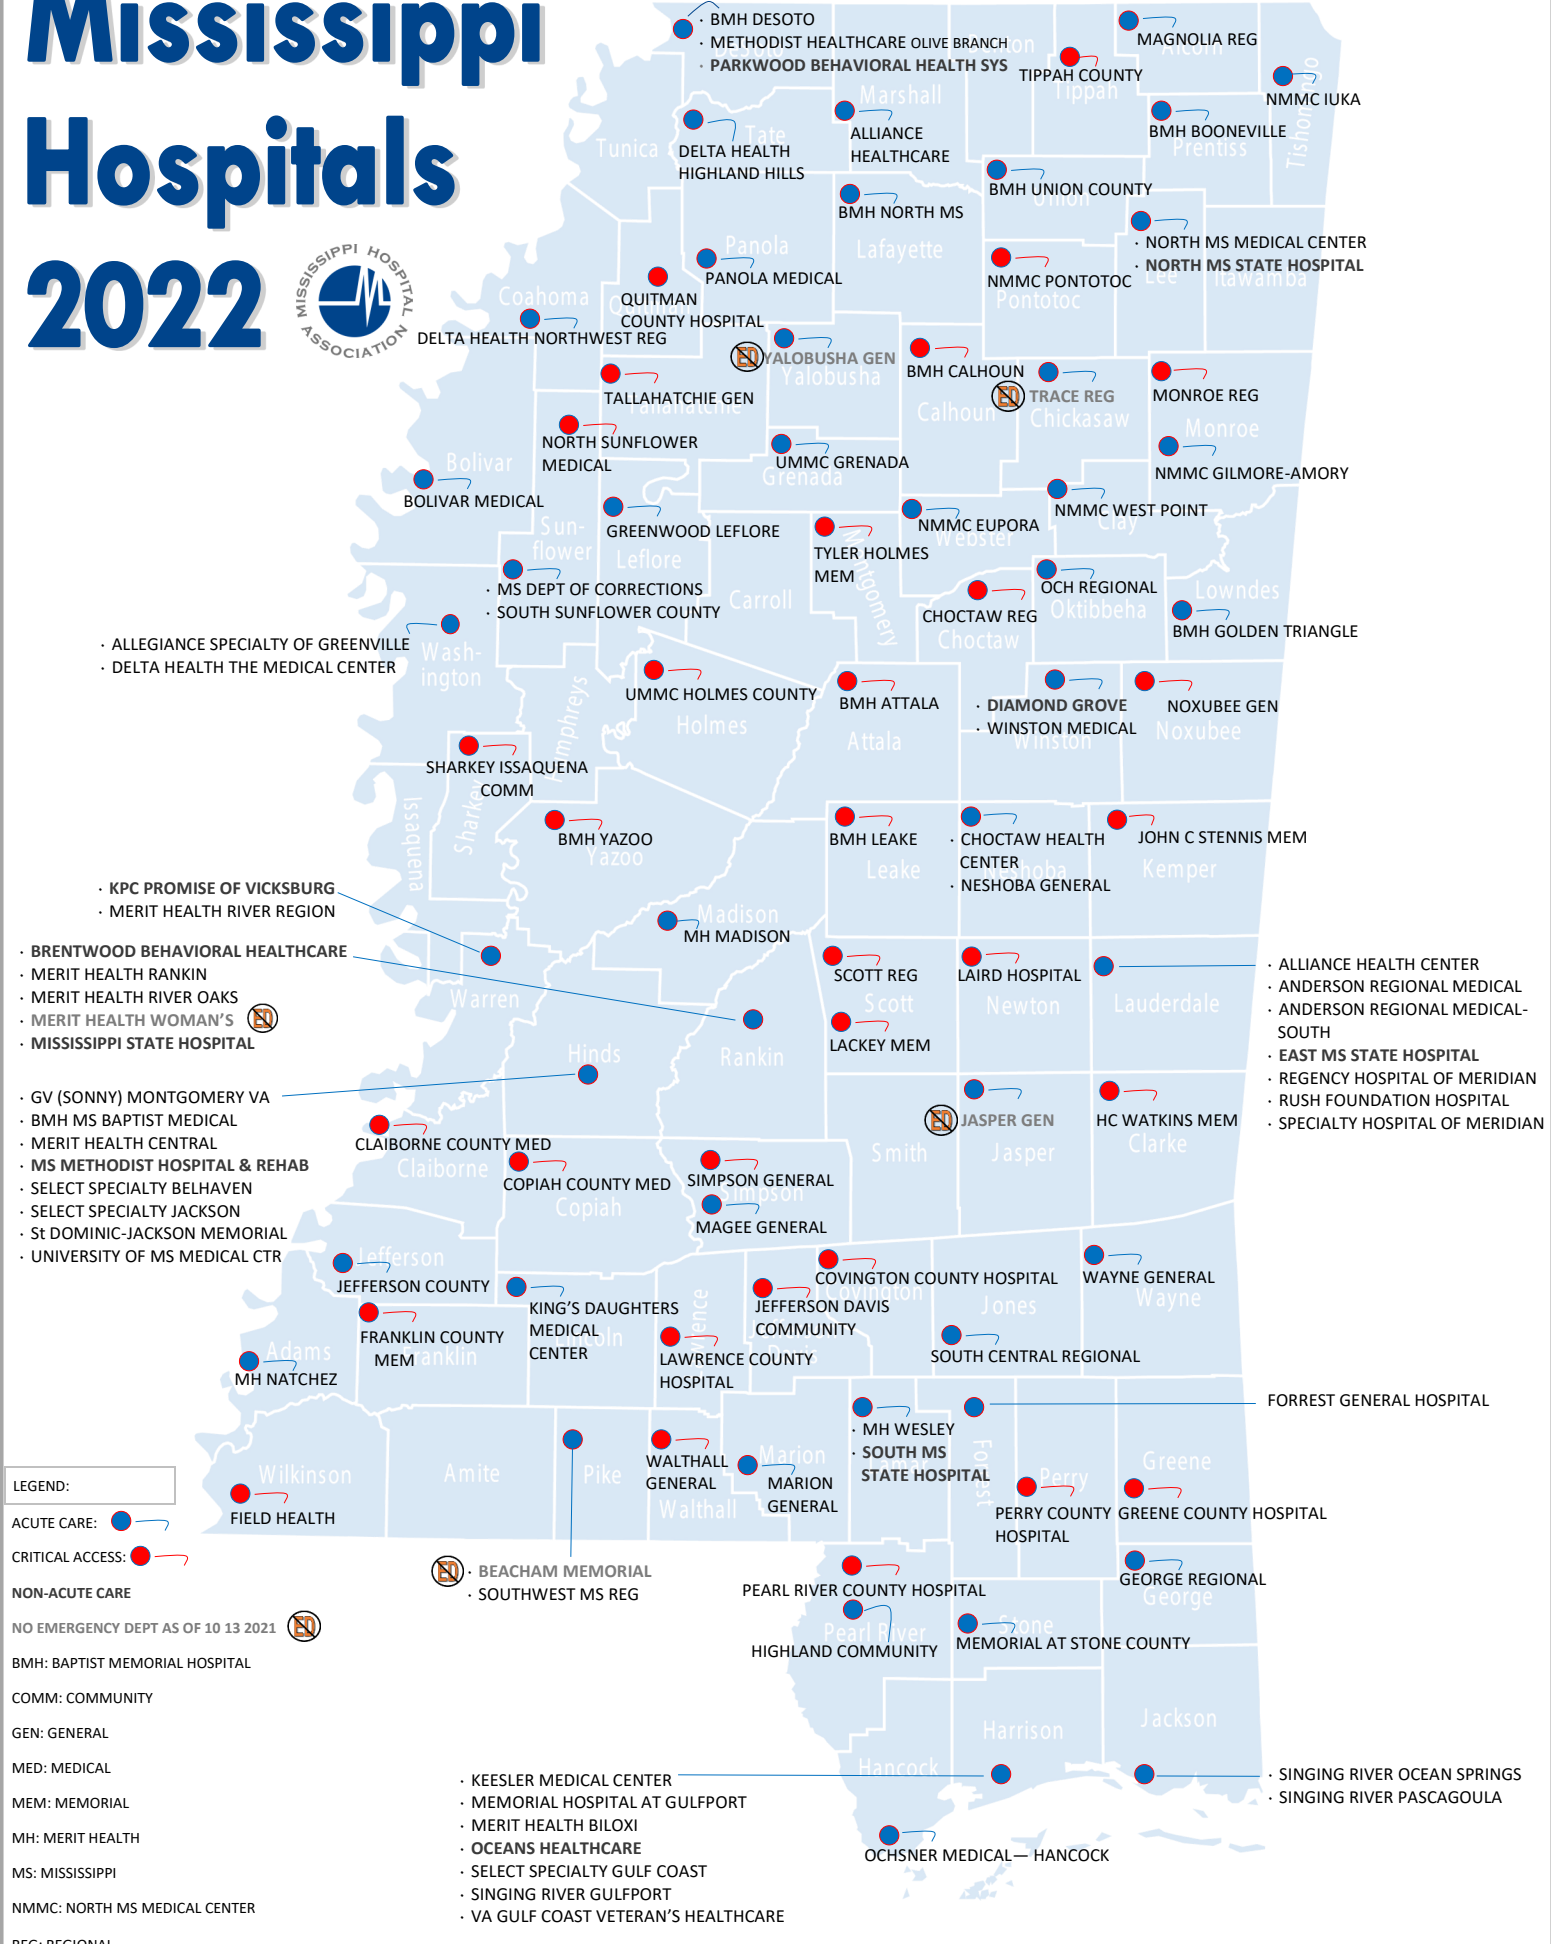 Mississippi
Hospitals
2022
MISSISSIPPI HOSPITAL ASSOCIATION
· BMH DESOTO
· METHODIST HEALTHCARE OLIVE BRANCH
· PARKWOOD BEHAVIORAL HEALTH SYS
MAGNOLIA REG
Alcorn
TIPPAH COUNTY
Tippah
NMMC IUKA
Tishomingo
Marshall
BMH BOONEVILLE
Prentiss
ALLIANCE
HEALTHCARE
Tunica
Tate
DELTA HEALTH
HIGHLAND HILLS
BMH UNION COUNTY
Union
BMH NORTH MS
Lafayette
· NORTH MS MEDICAL CENTER
· NORTH MS STATE HOSPITAL
Lee
Itawamba
Panola
PANOLA MEDICAL
NMMC PONTOTOC
Pontotoc
Coahoma
QUITMAN
COUNTY HOSPITAL
Quitman
DELTA HEALTH NORTHWEST REG
ED YALOBUSHA GEN
Yalobusha
BMH CALHOUN
Calhoun
ED TRACE REG
Chickasaw
MONROE REG
Monroe
TALLAHATCHIE GEN
Tallahatchie
NORTH SUNFLOWER
MEDICAL
UMMC GRENADA
Grenada
NMMC GILMORE-AMORY
Bolivar
BOLIVAR MEDICAL
GREENWOOD LEFLORE
Sun-
flower
Leflore
NMMC WEST POINT
Clay
NMMC EUPORA
Webster
TYLER HOLMES
MEM
Montgomery
· MS DEPT OF CORRECTIONS
· SOUTH SUNFLOWER COUNTY
Carroll
OCH REGIONAL
Oktibbeha
Lowndes
CHOCTAW REG
Choctaw
BMH GOLDEN TRIANGLE
· ALLEGIANCE SPECIALTY OF GREENVILLE
· DELTA HEALTH THE MEDICAL CENTER
Wash-
ington
Humphreys
UMMC HOLMES COUNTY
Holmes
BMH ATTALA
Attala
· DIAMOND GROVE
· WINSTON MEDICAL
Winston
NOXUBEE GEN
Noxubee
SHARKEY ISSAQUENA
COMM
Issaquena
Sharkey
BMH YAZOO
Yazoo
BMH LEAKE
Leake
· CHOCTAW HEALTH
CENTER
· NESHOBA GENERAL
Neshoba
JOHN C STENNIS MEM
Kemper
· KPC PROMISE OF VICKSBURG
· MERIT HEALTH RIVER REGION
Madison
MH MADISON
· BRENTWOOD BEHAVIORAL HEALTHCARE
· MERIT HEALTH RANKIN
· MERIT HEALTH RIVER OAKS
· MERIT HEALTH WOMAN'S ED
· MISSISSIPPI STATE HOSPITAL
Warren
SCOTT REG
Scott
LAIRD HOSPITAL
Newton
Lauderdale
· ALLIANCE HEALTH CENTER
· ANDERSON REGIONAL MEDICAL
· ANDERSON REGIONAL MEDICAL-
SOUTH
· EAST MS STATE HOSPITAL
· REGENCY HOSPITAL OF MERIDIAN
· RUSH FOUNDATION HOSPITAL
· SPECIALTY HOSPITAL OF MERIDIAN
LACKEY MEM
Hinds
Rankin
· GV (SONNY) MONTGOMERY VA
· BMH MS BAPTIST MEDICAL
· MERIT HEALTH CENTRAL
· MS METHODIST HOSPITAL & REHAB
· SELECT SPECIALTY BELHAVEN
· SELECT SPECIALTY JACKSON
· St DOMINIC-JACKSON MEMORIAL
· UNIVERSITY OF MS MEDICAL CTR
ED JASPER GEN
Smith
Jasper
HC WATKINS MEM
Clarke
CLAIBORNE COUNTY MED
Claiborne
COPIAH COUNTY MED
Copiah
SIMPSON GENERAL
Simpson
MAGEE GENERAL
Jefferson
JEFFERSON COUNTY
COVINGTON COUNTY HOSPITAL
Covington
WAYNE GENERAL
Wayne
KING'S DAUGHTERS
MEDICAL
CENTER
Lincoln
JEFFERSON DAVIS
COMMUNITY
Jefferson
Davis
Jones
FRANKLIN COUNTY
MEM
Franklin
LAWRENCE COUNTY
HOSPITAL
Lawrence
SOUTH CENTRAL REGIONAL
Adams
MH NATCHEZ
FORREST GENERAL HOSPITAL
· MH WESLEY
· SOUTH MS
STATE HOSPITAL
Lamar
Forrest
Wilkinson
Amite
Pike
WALTHALL
GENERAL
Walthall
Marion
MARION
GENERAL
Perry
PERRY COUNTY
HOSPITAL
Greene
GREENE COUNTY HOSPITAL
FIELD HEALTH
ED · BEACHAM MEMORIAL
· SOUTHWEST MS REG
PEARL RIVER COUNTY HOSPITAL
Pearl River
HIGHLAND COMMUNITY
GEORGE REGIONAL
George
Stone
MEMORIAL AT STONE COUNTY
Harrison
Jackson
Hancock
· KEESLER MEDICAL CENTER
· MEMORIAL HOSPITAL AT GULFPORT
· MERIT HEALTH BILOXI
· OCEANS HEALTHCARE
· SELECT SPECIALTY GULF COAST
· SINGING RIVER GULFPORT
· VA GULF COAST VETERAN'S HEALTHCARE
· SINGING RIVER OCEAN SPRINGS
· SINGING RIVER PASCAGOULA
OCHSNER MEDICAL— HANCOCK
LEGEND:
ACUTE CARE:
CRITICAL ACCESS:
NON-ACUTE CARE
NO EMERGENCY DEPT AS OF 10 13 2021 ED
BMH: BAPTIST MEMORIAL HOSPITAL
COMM: COMMUNITY
GEN: GENERAL
MED: MEDICAL
MEM: MEMORIAL
MH: MERIT HEALTH
MS: MISSISSIPPI
NMMC: NORTH MS MEDICAL CENTER
REG: REGIONAL